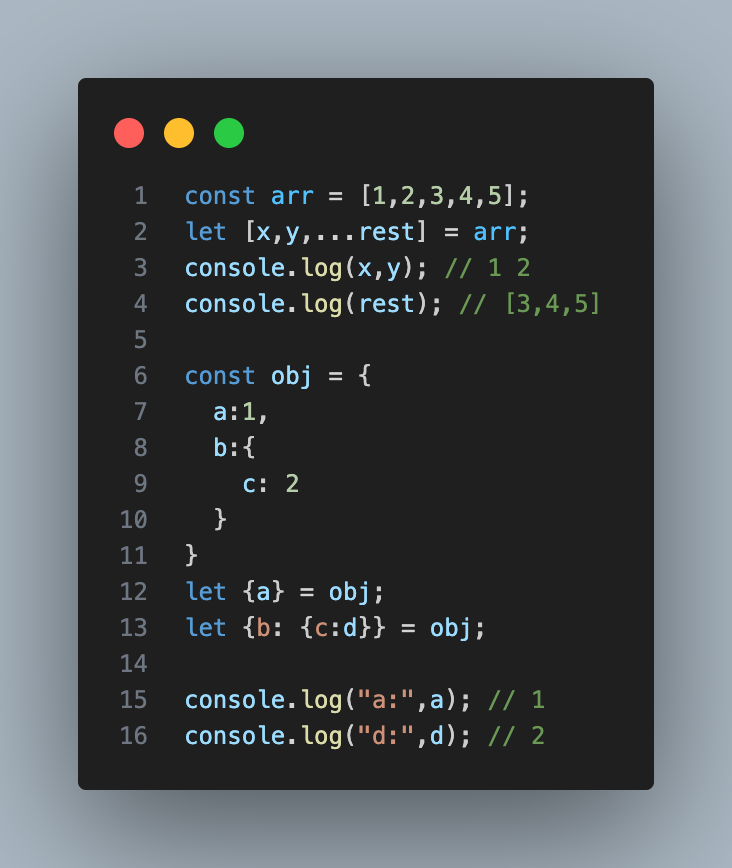 1 const arr = [1,2,3,4,5];
2 let [x,y,...rest] = arr;
3 console.log(x,y); // 1 2
4 console.log(rest); // [3,4,5]
5
6 const obj = {
7   a:1,
8   b:{
9     c: 2
10   }
11 }
12 let {a} = obj;
13 let {b: {c:d}} = obj;
14
15 console.log("a:",a); // 1
16 console.log("d:",d); // 2